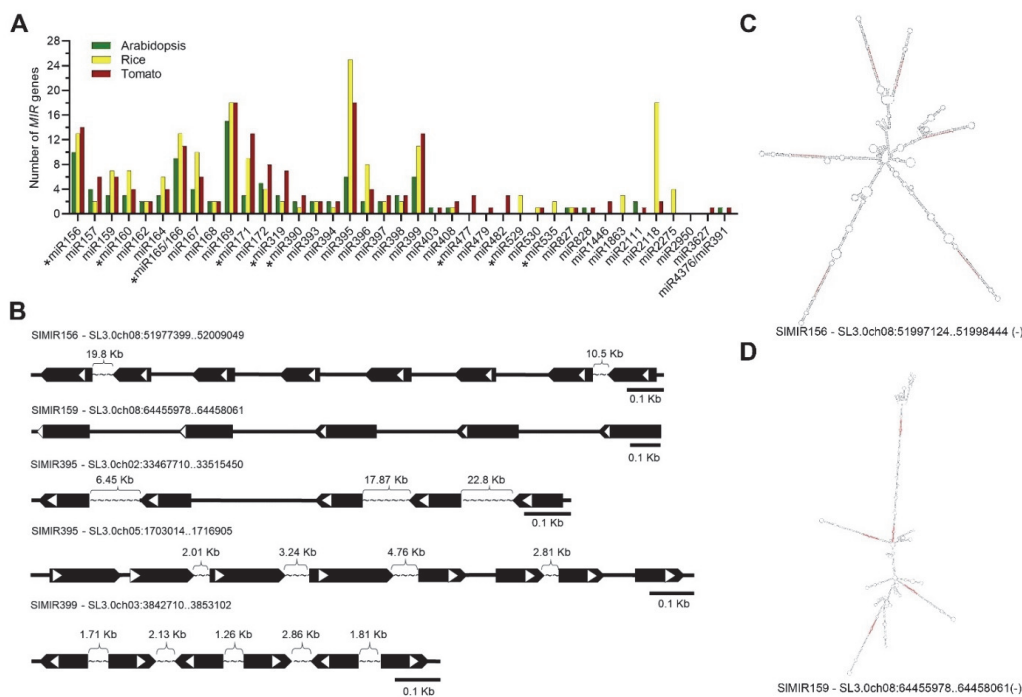 A
Number of MIR genes
28
24
20
16
12
8
4
0
Arabidopsis
Rice
Tomato
*miR156
miR157
miR159
*miR160
*miR162
miR164
*miR165/166
miR167
miR168
miR169
*miR171
*miR172
*miR319
*miR390
*miR393
miR394
miR395
miR396
miR397
miR398
miR399
miR403
miR408
*miR477
miR479
miR482
*miR529
miR530
*miR535
miR827
miR828
miR1446
miR1863
miR2111
miR2118
miR2275
miR2950
miR3627
miR4376/miR391
B
SIMIR156 - SL3.0ch08:51977399..52009049
19.8 Kb
10.5 Kb
0.1 Kb
SIMIR159 - SL3.0ch08:64455978..64458061
0.1 Kb
SIMIR395 - SL3.0ch02:33467710..33515450
6.45 Kb
17.87 Kb
22.8 Kb
0.1 Kb
SIMIR395 - SL3.0ch05:1703014..1716905
2.01 Kb
3.24 Kb
4.76 Kb
2.81 Kb
0.1 Kb
SIMIR399 - SL3.0ch03:3842710..3853102
1.71 Kb
2.13 Kb
1.26 Kb
2.86 Kb
1.81 Kb
0.1 Kb
C
SIMIR156 - SL3.0ch08:51997124..51998444 (-)
D
SIMIR159 - SL3.0ch08:64455978..64458061(-)